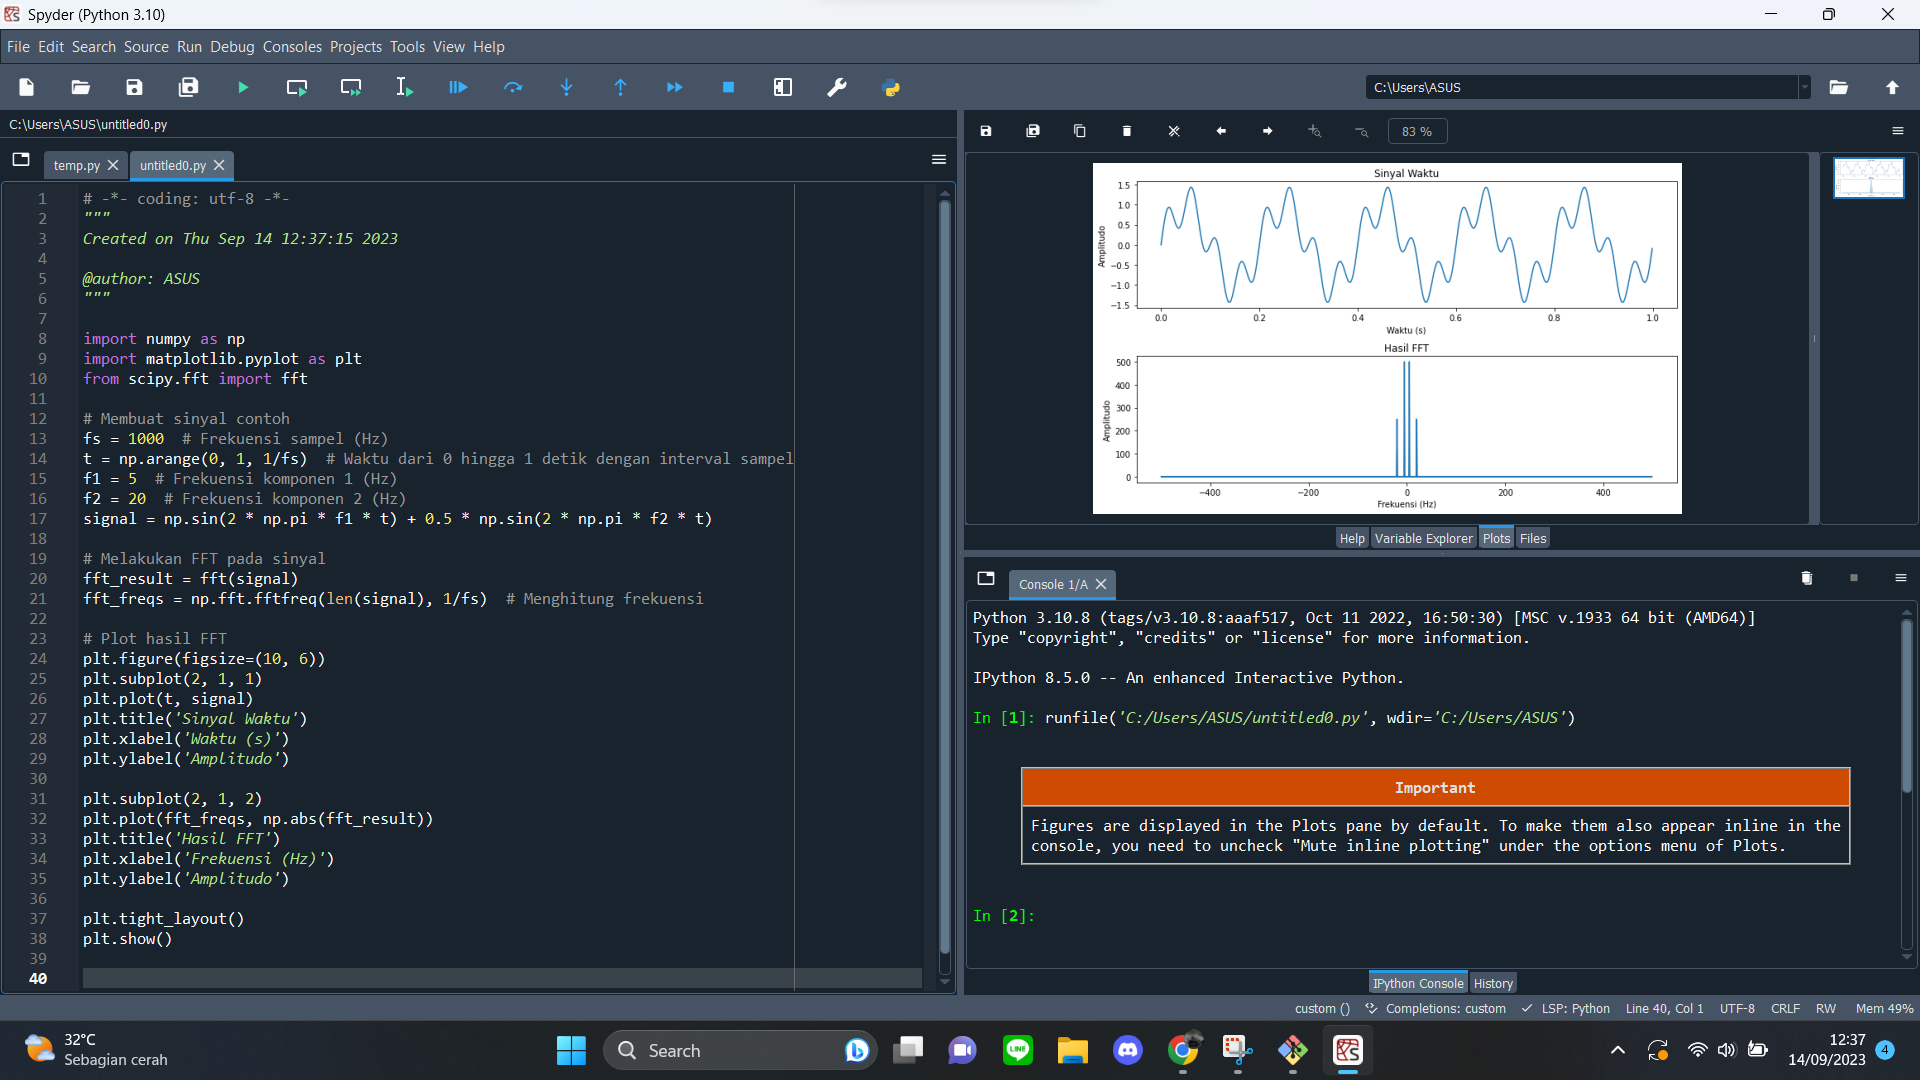 Spyder (Python 3.10)
File Edit Search Source Run Debug Consoles Projects Tools View Help
C:\Users\ASUS
C:\Users\ASUS\untitled0.py
temp.py
untitled0.py
1 # -*- coding: utf-8 -*-
2 """
3 Created on Thu Sep 14 12:37:15 2023
4
5 @author: ASUS
6 """
7
8 import numpy as np
9 import matplotlib.pyplot as plt
10 from scipy.fft import fft
11
12 # Membuat sinyal contoh
13 fs = 1000  # Frekuensi sampel (Hz)
14 t = np.arange(0, 1, 1/fs)  # Waktu dari 0 hingga 1 detik dengan interval sampel
15 f1 = 5  # Frekuensi komponen 1 (Hz)
16 f2 = 20  # Frekuensi komponen 2 (Hz)
17 signal = np.sin(2 * np.pi * f1 * t) + 0.5 * np.sin(2 * np.pi * f2 * t)
18
19 # Melakukan FFT pada sinyal
20 fft_result = fft(signal)
21 fft_freqs = np.fft.fftfreq(len(signal), 1/fs)  # Menghitung frekuensi
22
23 # Plot hasil FFT
24 plt.figure(figsize=(10, 6))
25 plt.subplot(2, 1, 1)
26 plt.plot(t, signal)
27 plt.title('Sinyal Waktu')
28 plt.xlabel('Waktu (s)')
29 plt.ylabel('Amplitudo')
30
31 plt.subplot(2, 1, 2)
32 plt.plot(fft_freqs, np.abs(fft_result))
33 plt.title('Hasil FFT')
34 plt.xlabel('Frekuensi (Hz)')
35 plt.ylabel('Amplitudo')
36
37 plt.tight_layout()
38 plt.show()
39
40
83 %
Sinyal Waktu
1.5
1.0
0.5
0.0
−0.5
−1.0
−1.5
Amplitudo
0.0 0.2 0.4 0.6 0.8 1.0
Waktu (s)
Hasil FFT
500
400
300
200
100
0
Amplitudo
−400 −200 0 200 400
Frekuensi (Hz)
Help Variable Explorer Plots Files
Console 1/A
Python 3.10.8 (tags/v3.10.8:aaaf517, Oct 11 2022, 16:50:30) [MSC v.1933 64 bit (AMD64)]
Type "copyright", "credits" or "license" for more information.
IPython 8.5.0 -- An enhanced Interactive Python.
In [1]: runfile('C:/Users/ASUS/untitled0.py', wdir='C:/Users/ASUS')
Important
Figures are displayed in the Plots pane by default. To make them also appear inline in the
console, you need to uncheck "Mute inline plotting" under the options menu of Plots.
In [2]:
IPython Console History
custom () Completions: custom LSP: Python Line 40, Col 1 UTF-8 CRLF RW Mem 49%
32°C
Sebagian cerah
Search
LINE
12:37
14/09/2023
4